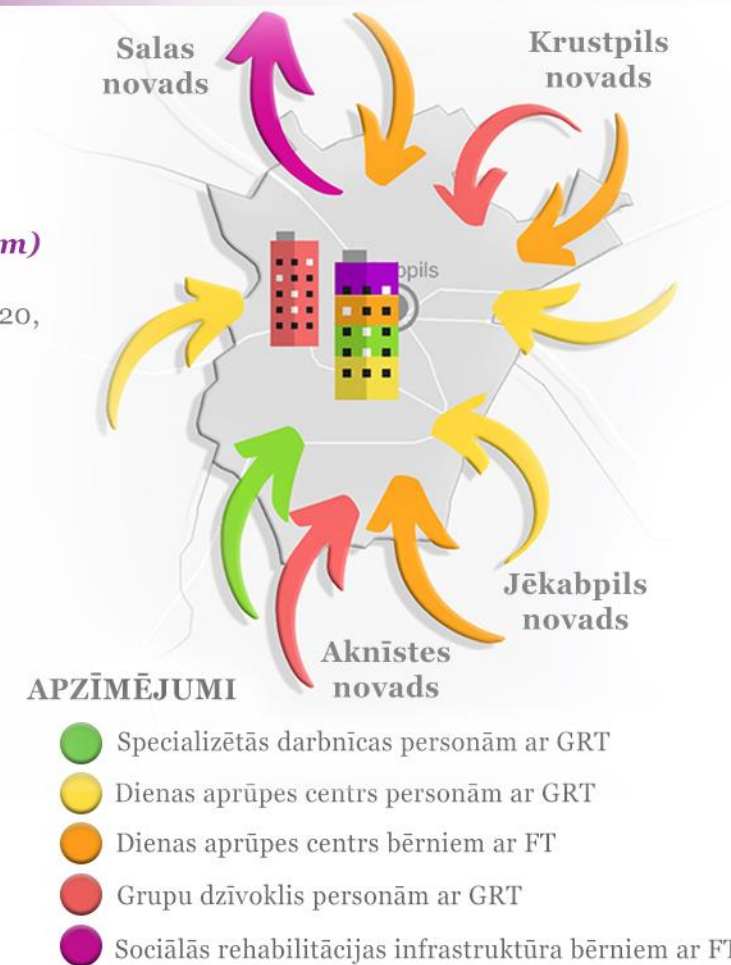 Salas
novads
Krustpils
novads
m)
20,
pils
Jēkabpils
novads
Aknīstes
novads
APZĪMĒJUMI
Specializētās darbnīcas personām ar GRT
Dienas aprūpes centrs personām ar GRT
Dienas aprūpes centrs bērniem ar FT
Grupu dzīvoklis personām ar GRT
Sociālās rehabilitācijas infrastruktūra bērniem ar FT